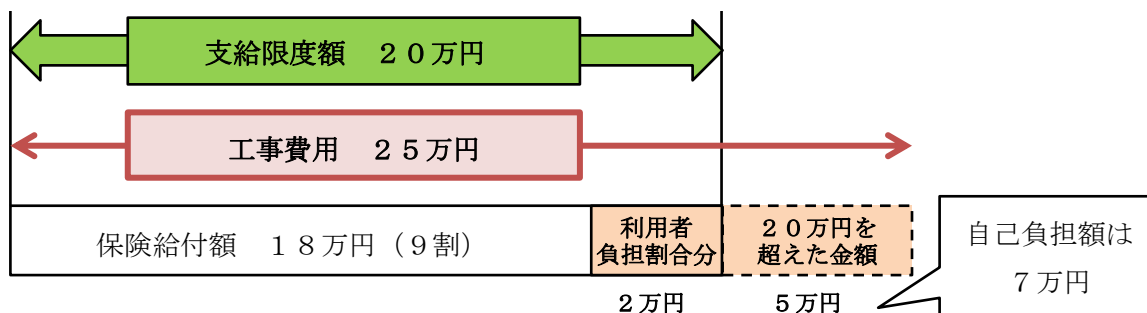 支給限度額　２０万円
工事費用　２５万円
保険給付額　１８万円（９割）
利用者
負担割合分
２０万円を
超えた金額
自己負担額は
７万円
２万円
５万円